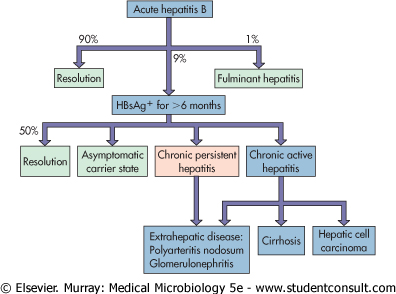 Acute hepatitis B
90%
1%
9%
Resolution
Fulminant hepatitis
HBsAg+ for >6 months
50%
Resolution
Asymptomatic
carrier state
Chronic persistent
hepatitis
Chronic active
hepatitis
Extrahepatic disease:
Polyarteritis nodosum
Glomerulonephritis
Cirrhosis
Hepatic cell
carcinoma
© Elsevier. Murray: Medical Microbiology 5e - www.studentconsult.com